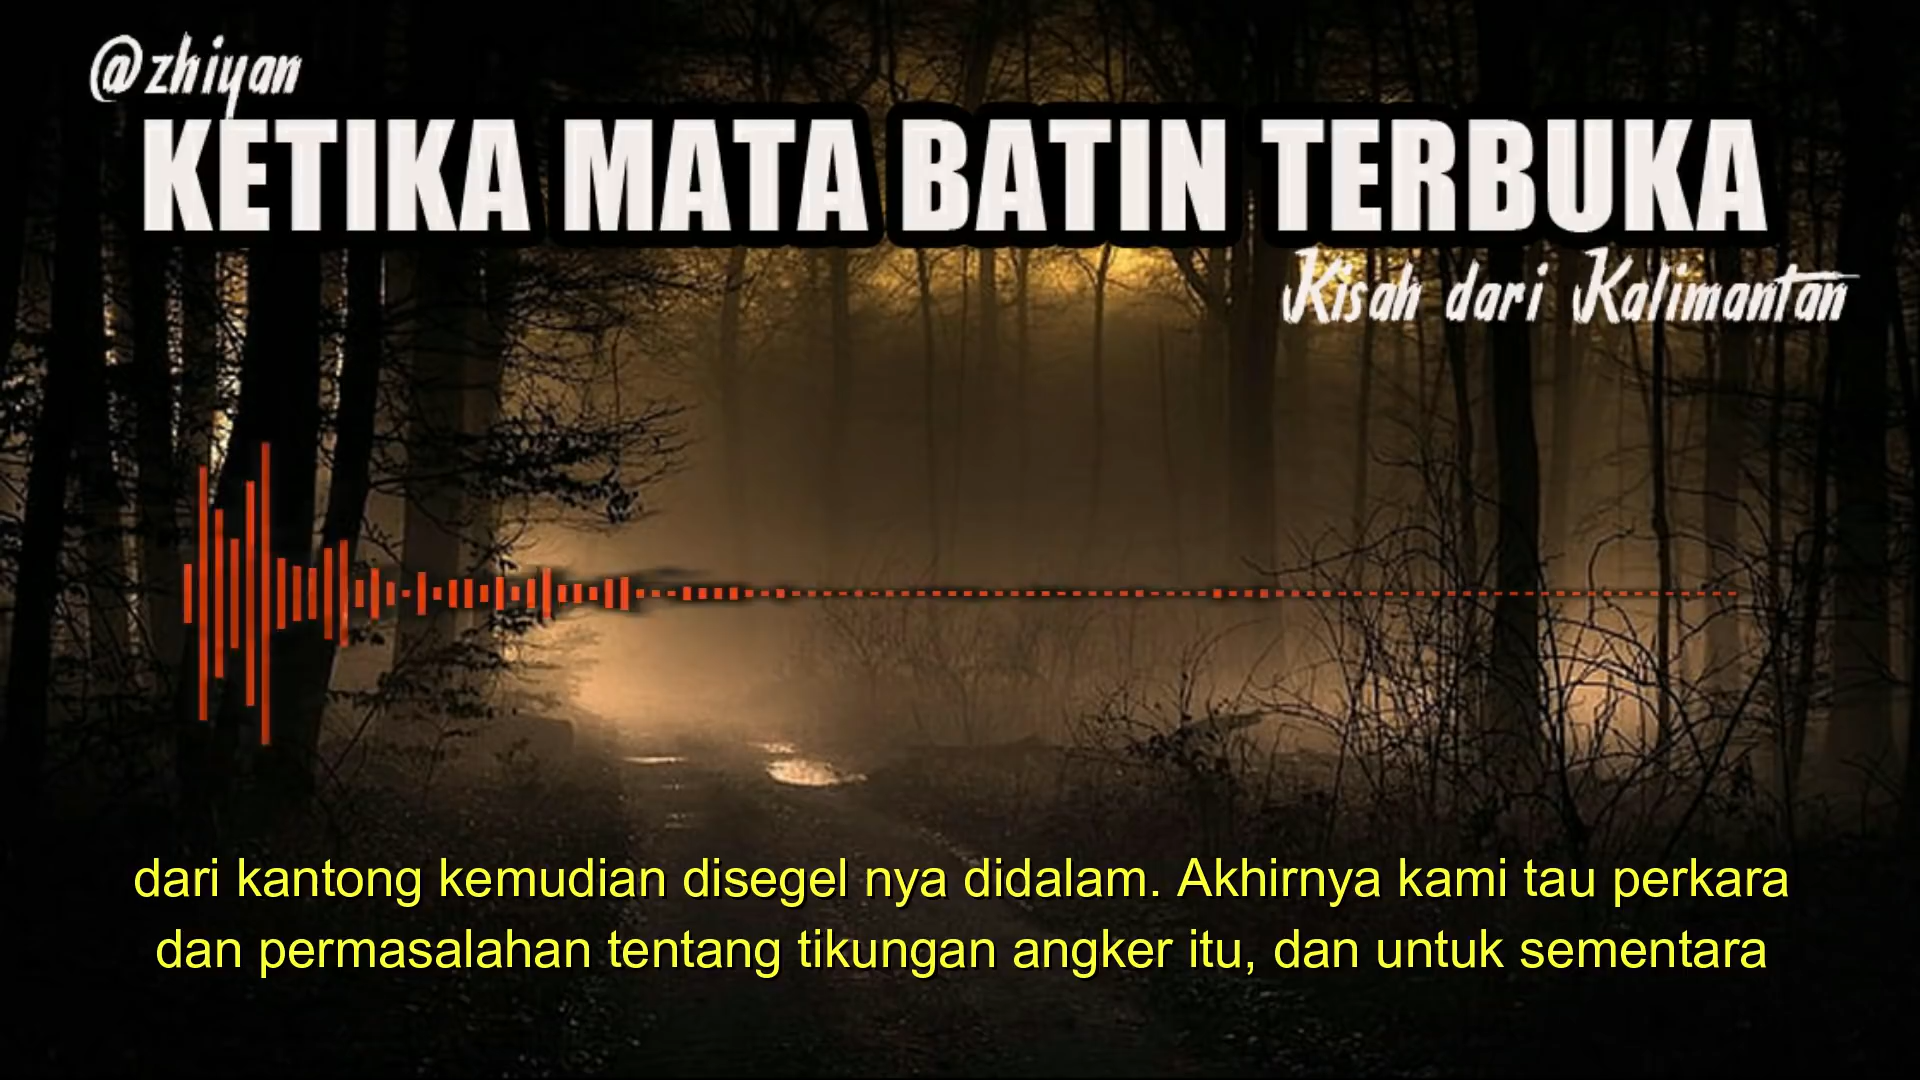 @zhiyan
KETIKA MATA BATIN TERBUKA
Kisah dari Kalimantan
dari kantong kemudian disegel nya didalam. Akhirnya kami tau perkara
dan permasalahan tentang tikungan angker itu, dan untuk sementara